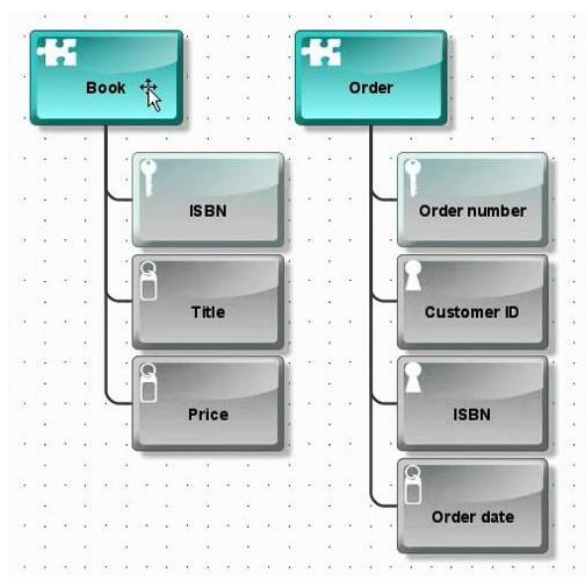 Book
ISBN
Title
Price
Order
Order number
Customer ID
ISBN
Order date